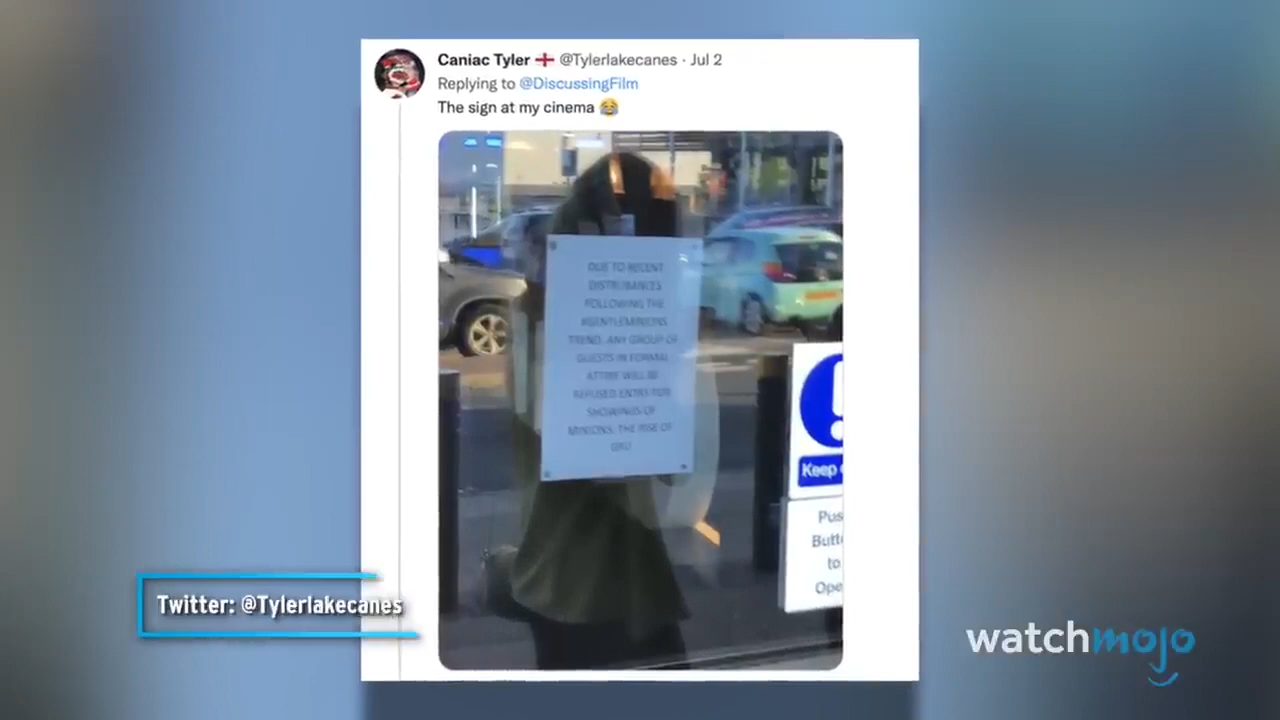 Caniac Tyler @Tylerlakecanes · Jul 2
Replying to @DiscussingFilm
The sign at my cinema 😂
DUE TO RECENT
DISTRUBANCES
FOLLOWING THE
#GENTLEMINIONS
TREND. ANY GROUP OF
GUESTS IN FORMAL
ATTIRE WILL BE
REFUSED ENTRY FOR
SHOWINGS OF
MINIONS: THE RISE OF
GRU
Keep
Pus
Butt
to
Ope
Twitter: @Tylerlakecanes
watchmojo